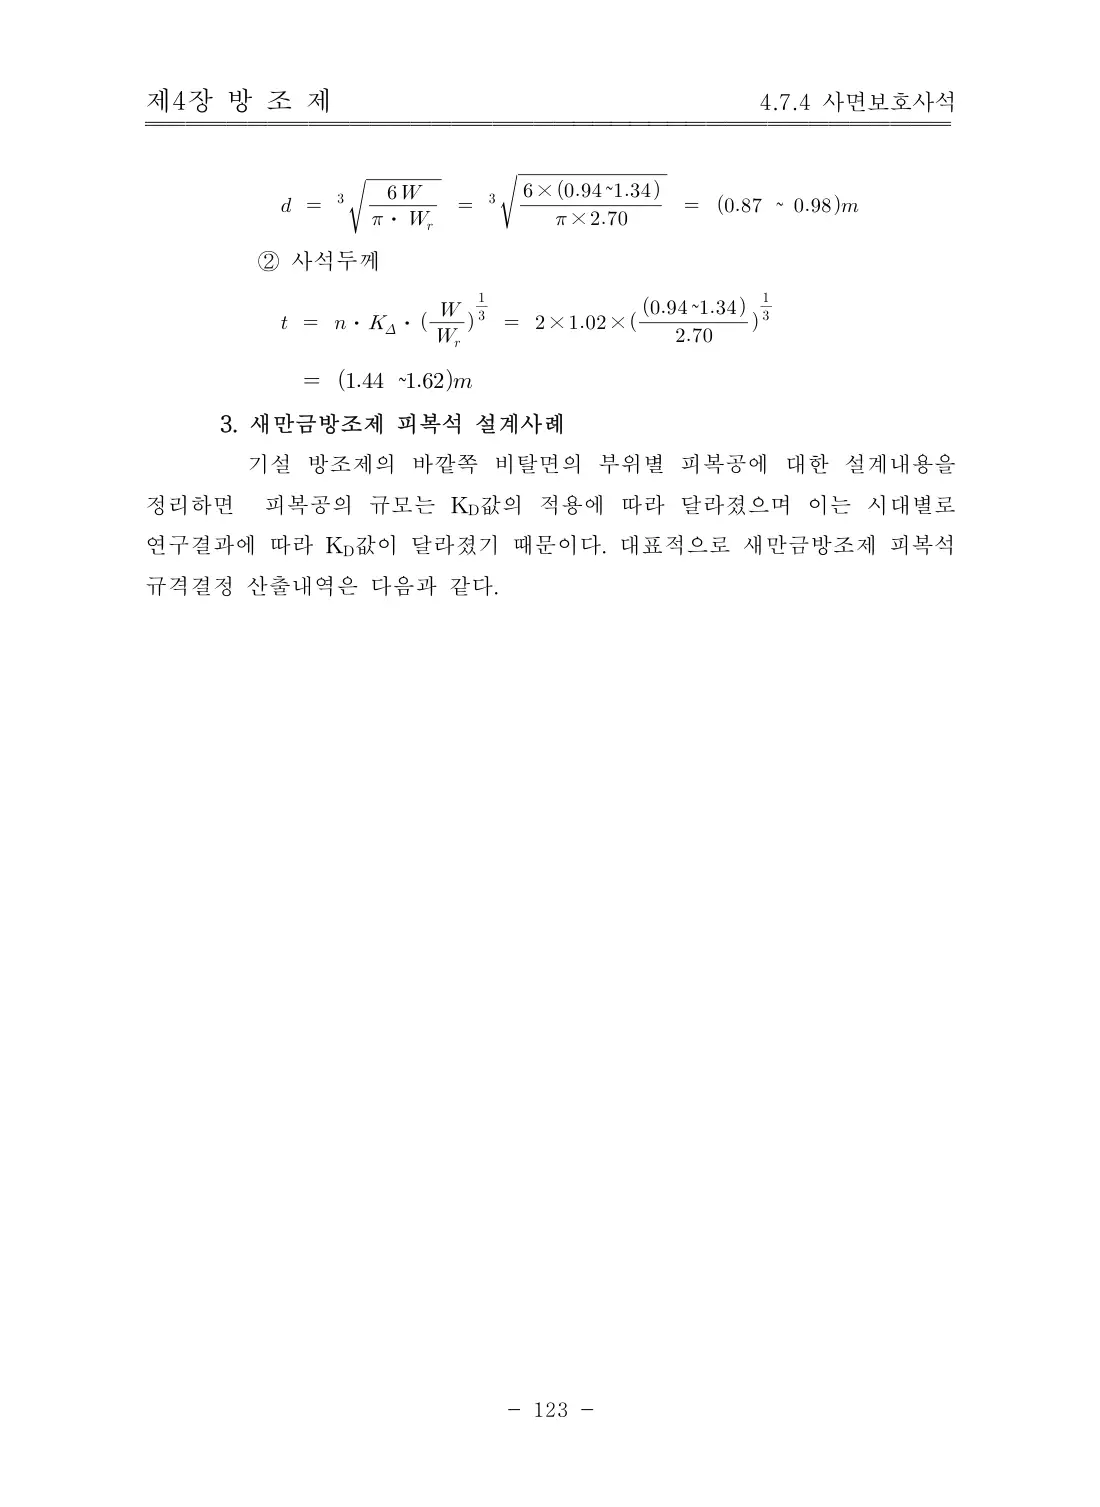 제4장 방 조 제 4.7.4 사면보호사석
d = ∛(6W / π · Wr) = ∛(6×(0.94~1.34) / π×2.70) = (0.87 ~ 0.98)m
② 사석두께
t = n · KΔ · (W / Wr)^(1/3) = 2×1.02×((0.94~1.34) / 2.70)^(1/3)
= (1.44 ~1.62)m
3. 새만금방조제 피복석 설계사례
기설 방조제의 바깥쪽 비탈면의 부위별 피복공에 대한 설계내용을
정리하면 피복공의 규모는 KD값의 적용에 따라 달라졌으며 이는 시대별로
연구결과에 따라 KD값이 달라졌기 때문이다. 대표적으로 새만금방조제 피복석
규격결정 산출내역은 다음과 같다.
- 123 -